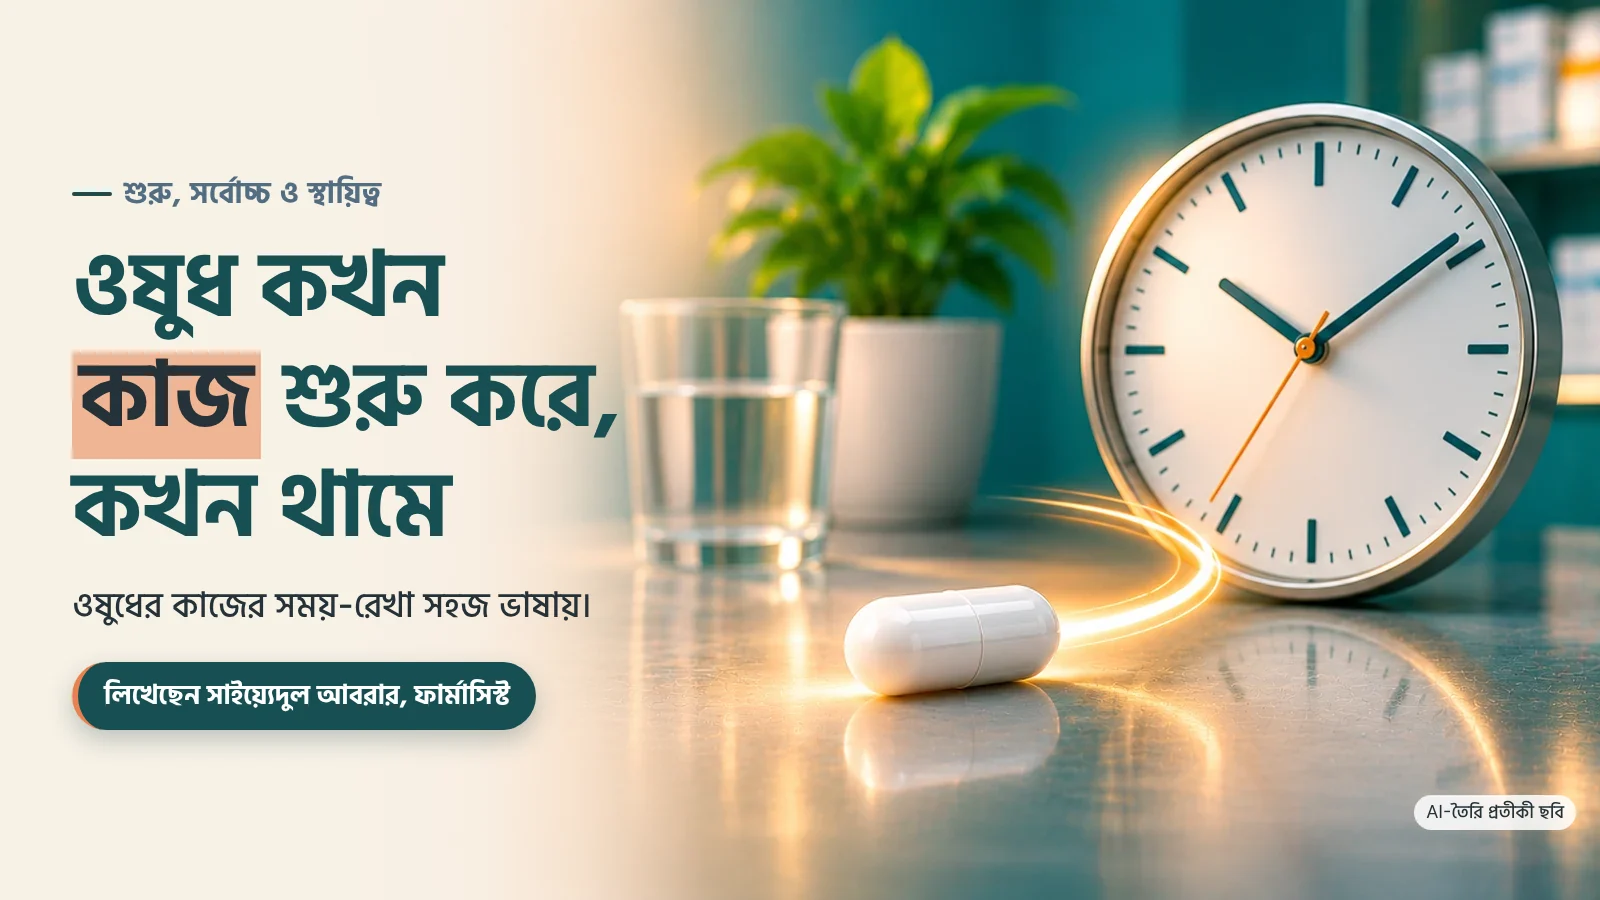 — শুরু, সর্বোচ্চ ও স্থায়িত্ব
ওষুধ কখন
কাজ শুরু করে,
কখন থামে
ওষুধের কাজের সময়-রেখা সহজ ভাষায়।
লিখেছেন সাইয়্যেদুল আবরার, ফার্মাসিস্ট
AI-তৈরি প্রতীকী ছবি